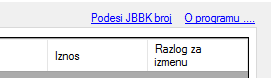 Podesi JBBK broj O programu ....
Iznos Razlog za
izmenu